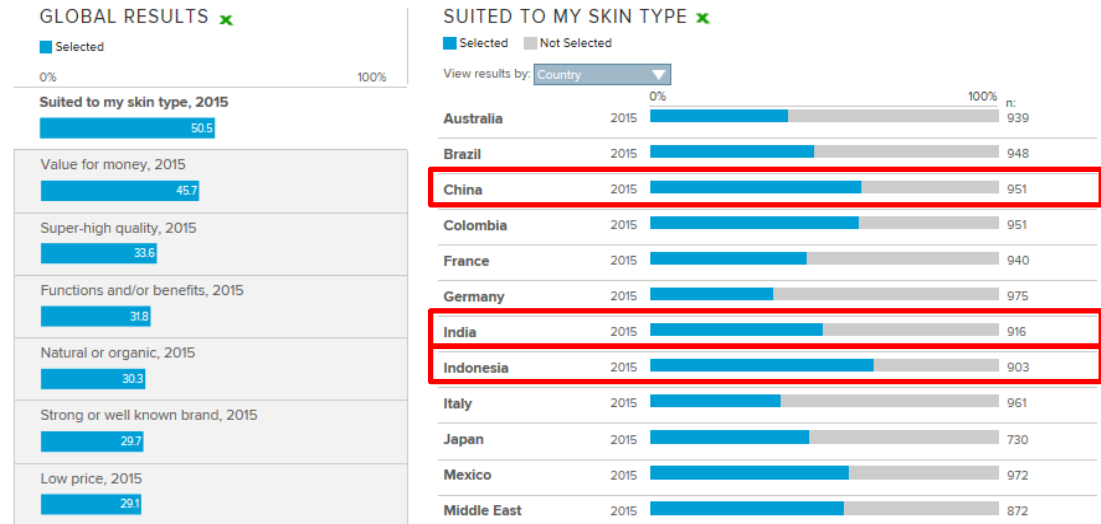 GLOBAL RESULTS
Selected
0% 100%
Suited to my skin type, 2015
50.5
Value for money, 2015
45.7
Super-high quality, 2015
33.6
Functions and/or benefits, 2015
31.8
Natural or organic, 2015
30.3
Strong or well known brand, 2015
29.7
Low price, 2015
29.1
SUITED TO MY SKIN TYPE
Selected Not Selected
View results by: Country
0% 100% n:
Australia 2015 939
Brazil 2015 948
China 2015 951
Colombia 2015 951
France 2015 940
Germany 2015 975
India 2015 916
Indonesia 2015 903
Italy 2015 961
Japan 2015 730
Mexico 2015 972
Middle East 2015 872